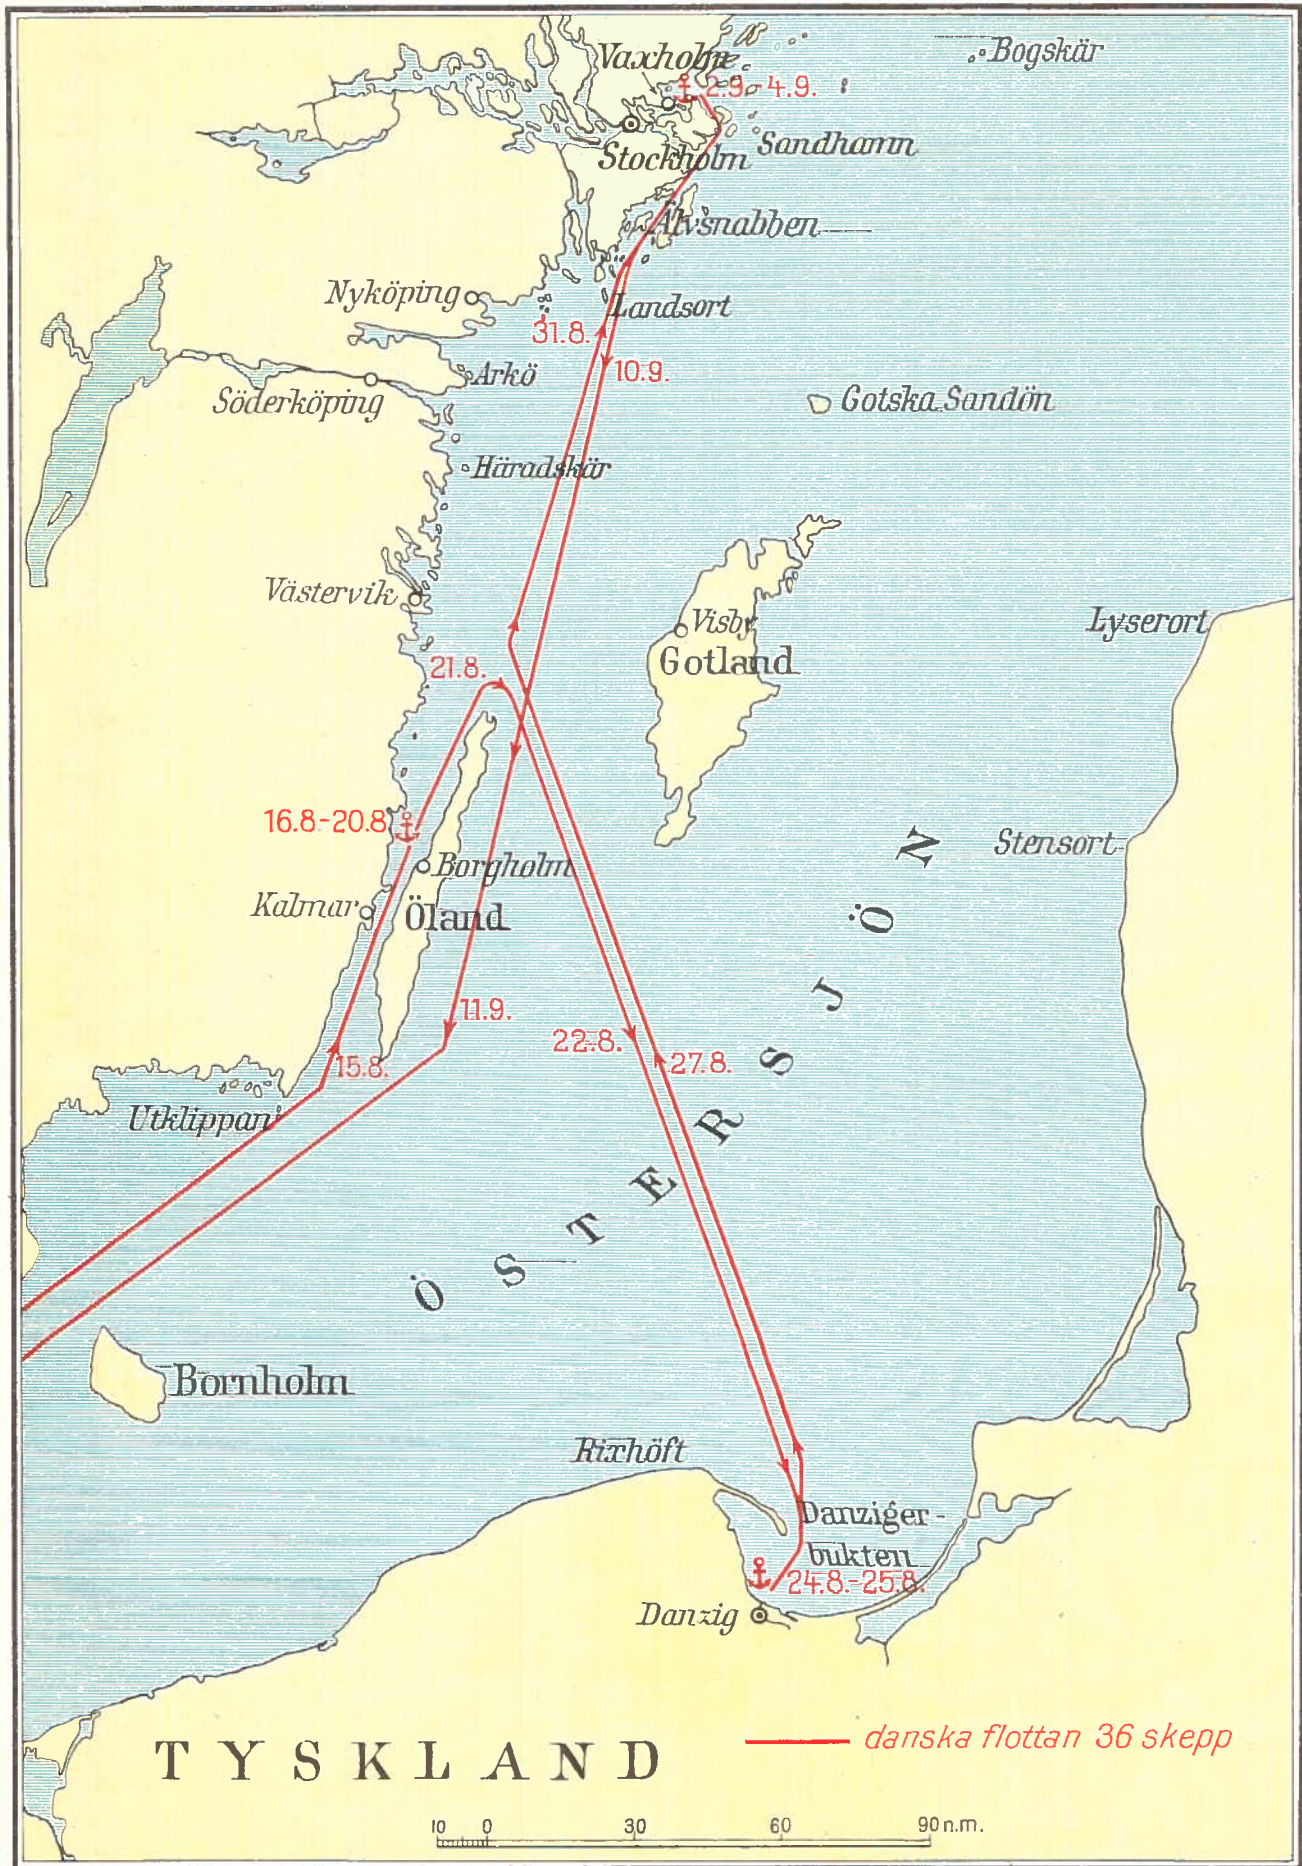 Bogskär
Vaxholm
2.9.-4.9.
Sandhamn
Stockholm
Älvsnabben
Nyköping
Landsort
31.8.
10.9.
Arkö
Söderköping
Gotska Sandön
Häradskär
Västervik
Visby
Lyserort
Gotland
21.8.
16.8-20.8
Stensort
Borgholm
Kalmar
Öland
11.9.
22.8.
27.8.
15.8.
Utklippan
ÖSTERSJÖN
Bornholm
Rixhöft
Danziger-
bukten
24.8.-25.8.
Danzig
danska flottan 36 skepp
TYSKLAND
10 0 30 60 90 n.m.